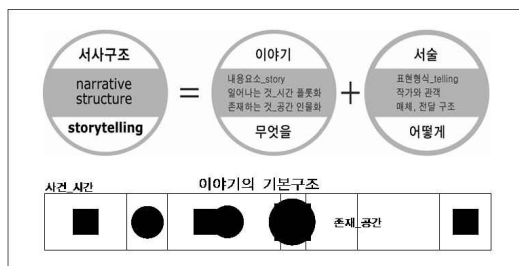 서사구조
narrative
structure
storytelling
=
이야기
내용요소_story
일어나는 것_시간 플롯화
존재하는 것_공간 인물화
무엇을
+
서술
표현형식_telling
작가와 관객
매체, 전달 구조
어떻게
사건_시간
이야기의 기본구조
존재_공간